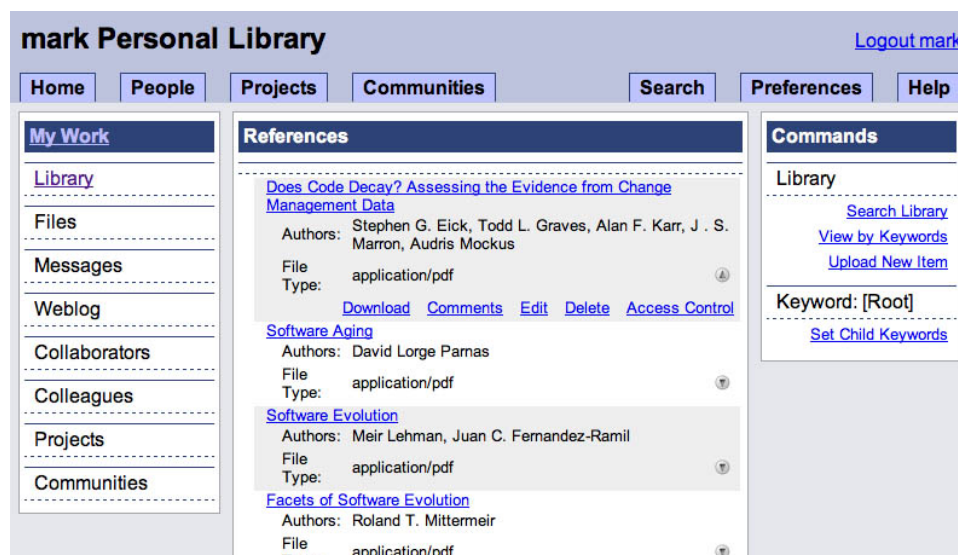 mark Personal Library
Logout mark
Home People Projects Communities Search Preferences Help
My Work
Library
Files
Messages
Weblog
Collaborators
Colleagues
Projects
Communities
References
Does Code Decay? Assessing the Evidence from Change
Management Data
Authors: Stephen G. Eick, Todd L. Graves, Alan F. Karr, J . S.
Marron, Audris Mockus
File
Type: application/pdf
Download Comments Edit Delete Access Control
Software Aging
Authors: David Lorge Parnas
File
Type: application/pdf
Software Evolution
Authors: Meir Lehman, Juan C. Fernandez-Ramil
File
Type: application/pdf
Facets of Software Evolution
Authors: Roland T. Mittermeir
File
application/pdf
Commands
Library
Search Library
View by Keywords
Upload New Item
Keyword: [Root]
Set Child Keywords